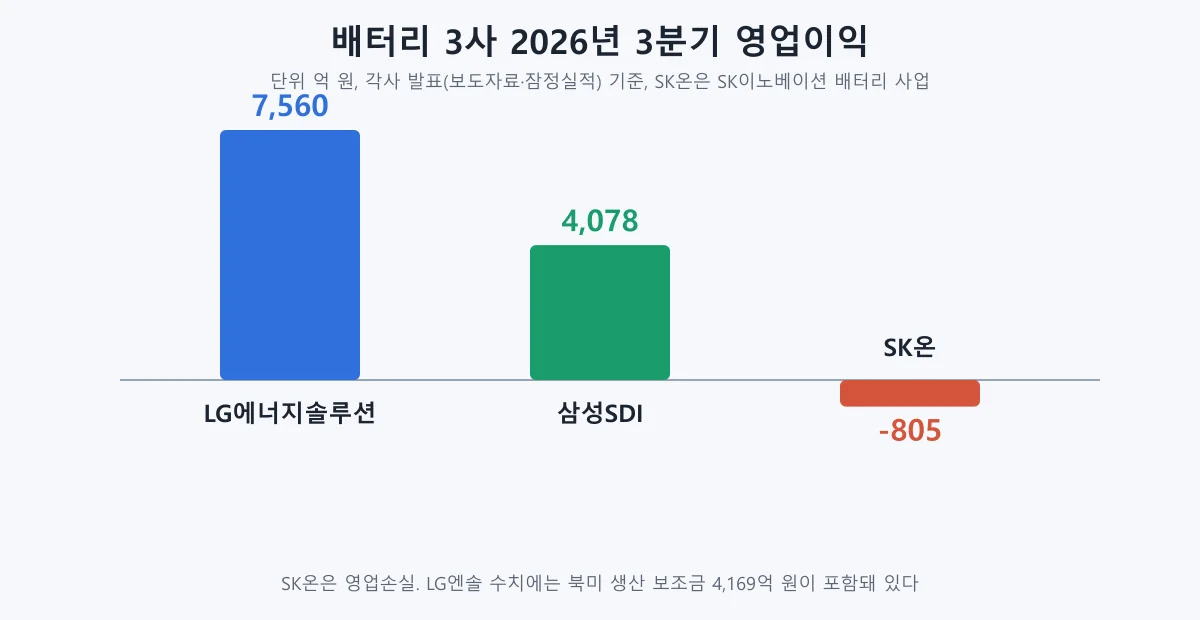 배터리 3사 2026년 3분기 영업이익
단위 억 원, 각사 발표(보도자료·잠정실적) 기준, SK온은 SK이노베이션 배터리 사업
7,560
4,078
SK온
LG에너지솔루션
삼성SDI
-805
SK온은 영업손실. LG엔솔 수치에는 북미 생산 보조금 4,169억 원이 포함돼 있다